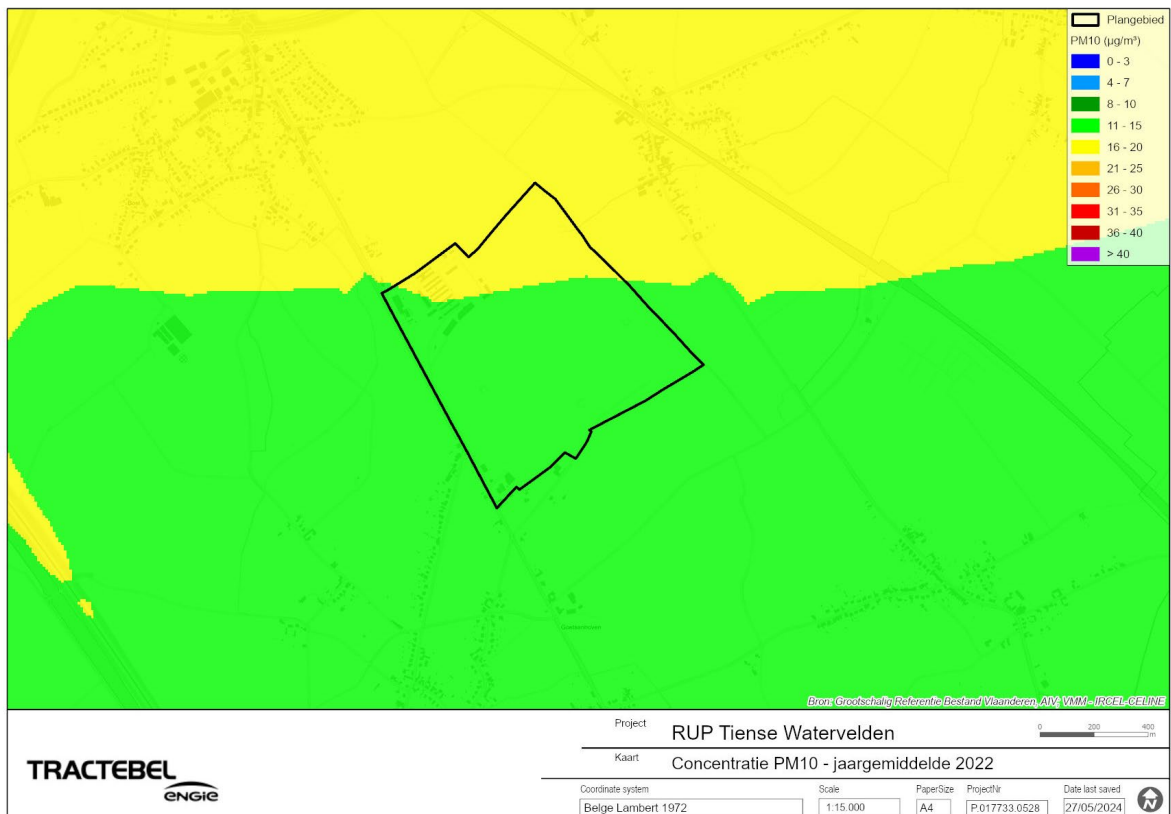 Plangebied
PM10 (µg/m³)
0 - 3
4 - 7
8 - 10
11 - 15
16 - 20
21 - 25
26 - 30
31 - 35
36 - 40
> 40
Bron: Grootschalig Referentie Bestand Vlaanderen, AIV; VMM - IRCEL-CELINE
Project RUP Tiense Watervelden
0 200 400
m
Kaart Concentratie PM10 - jaargemiddelde 2022
TRACTEBEL
ENGIE
Coordinate system Scale PaperSize ProjectNr Date last saved
Belge Lambert 1972 1:15.000 A4 P.017733.0528 27/05/2024
N